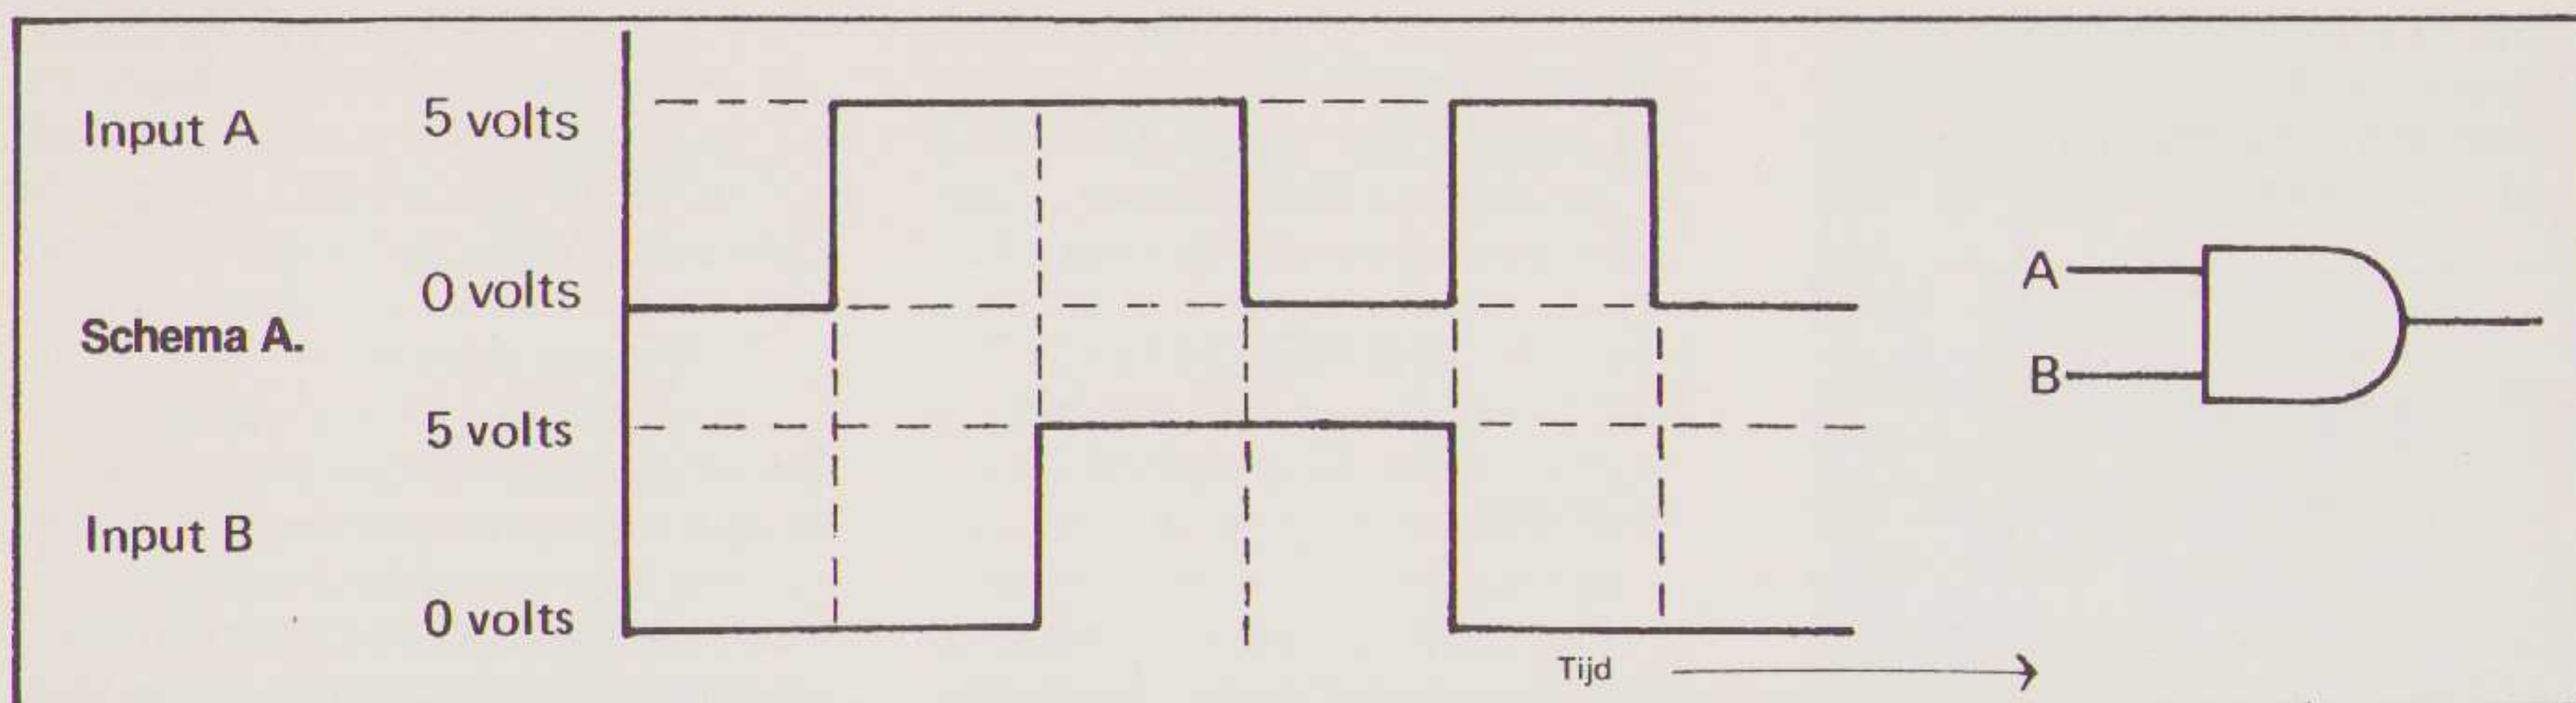 Input A
5 volts
0 volts
Schema A.
5 volts
Input B
0 volts
Tijd
A
B